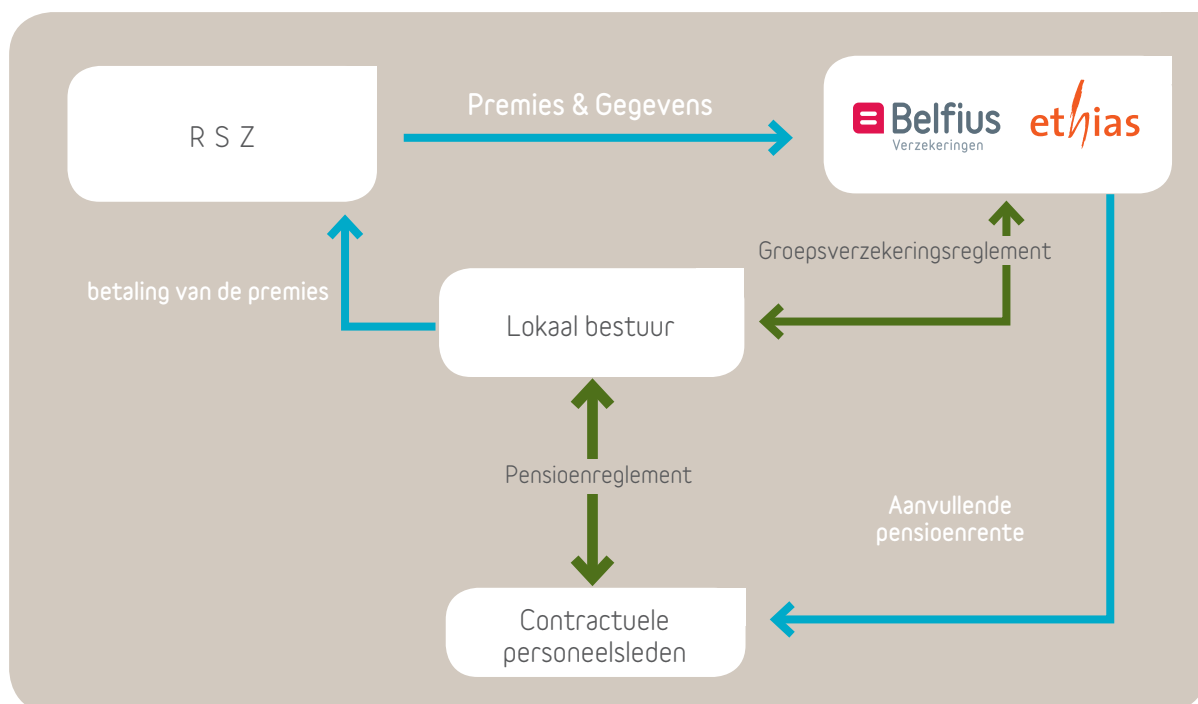 Premies & Gegevens
R S Z
Belfius
Verzekeringen
ethias
Groepsverzekeringsreglement
betaling van de premies
Lokaal bestuur
Pensioenreglement
Aanvullende
pensioenrente
Contractuele
personeelsleden